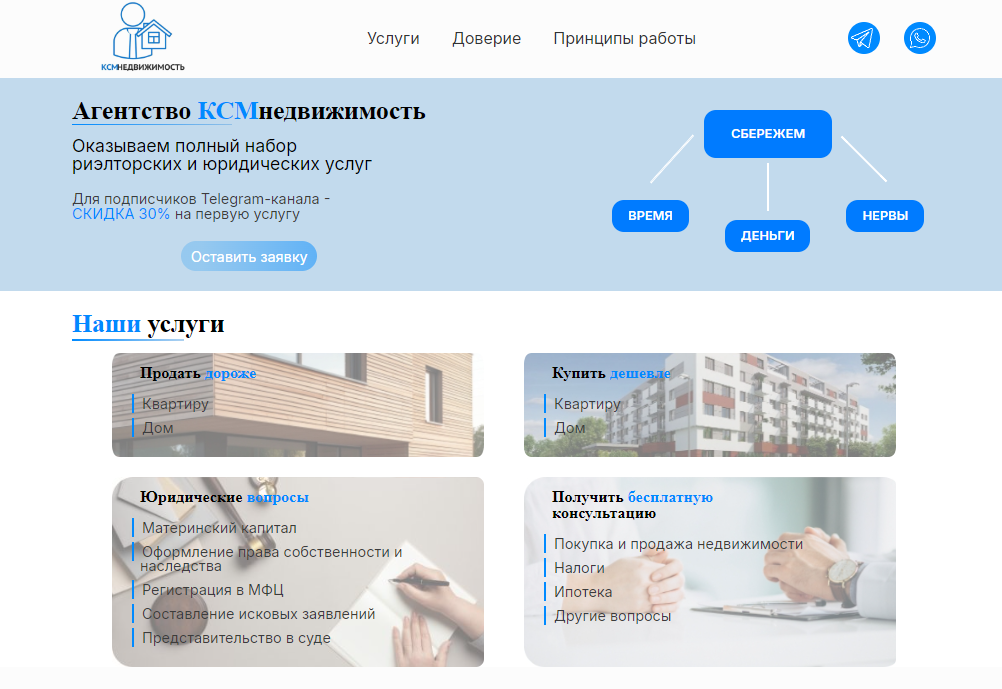 КСМНЕДВИЖИМОСТЬ
Услуги
Доверие
Принципы работы
Агентство КСМнедвижимость
Оказываем полный набор
риэлторских и юридических услуг
Для подписчиков Telegram-канала -
СКИДКА 30% на первую услугу
Оставить заявку
СБЕРЕЖЕМ
ВРЕМЯ
ДЕНЬГИ
НЕРВЫ
Наши услуги
Продать дороже
Квартиру
Дом
Купить дешевле
Квартиру
Дом
Юридические вопросы
Материнский капитал
Оформление права собственности и
наследства
Регистрация в МФЦ
Составление исковых заявлений
Представительство в суде
Получить бесплатную
консультацию
Покупка и продажа недвижимости
Налоги
Ипотека
Другие вопросы